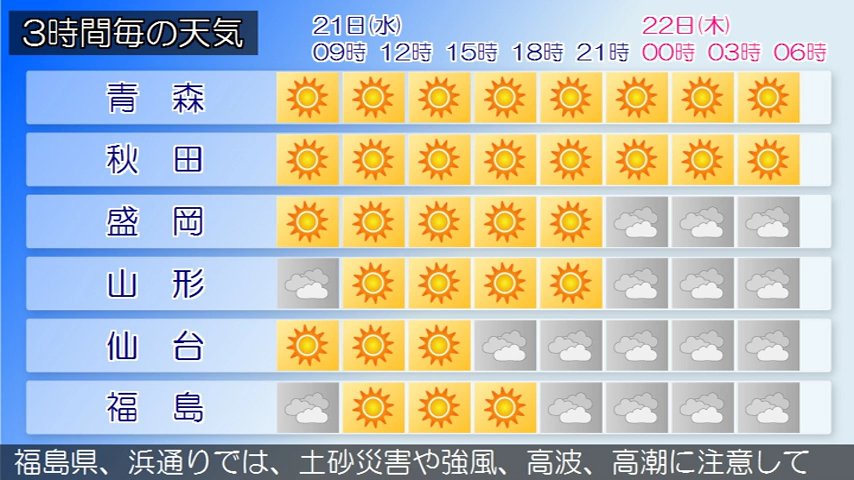 3時間毎の天気
21日(水) 22日(木)
09時 12時 15時 18時 21時 00時 03時 06時
青森
秋田
盛岡
山形
仙台
福島
福島県、浜通りでは、土砂災害や強風、高波、高潮に注意して